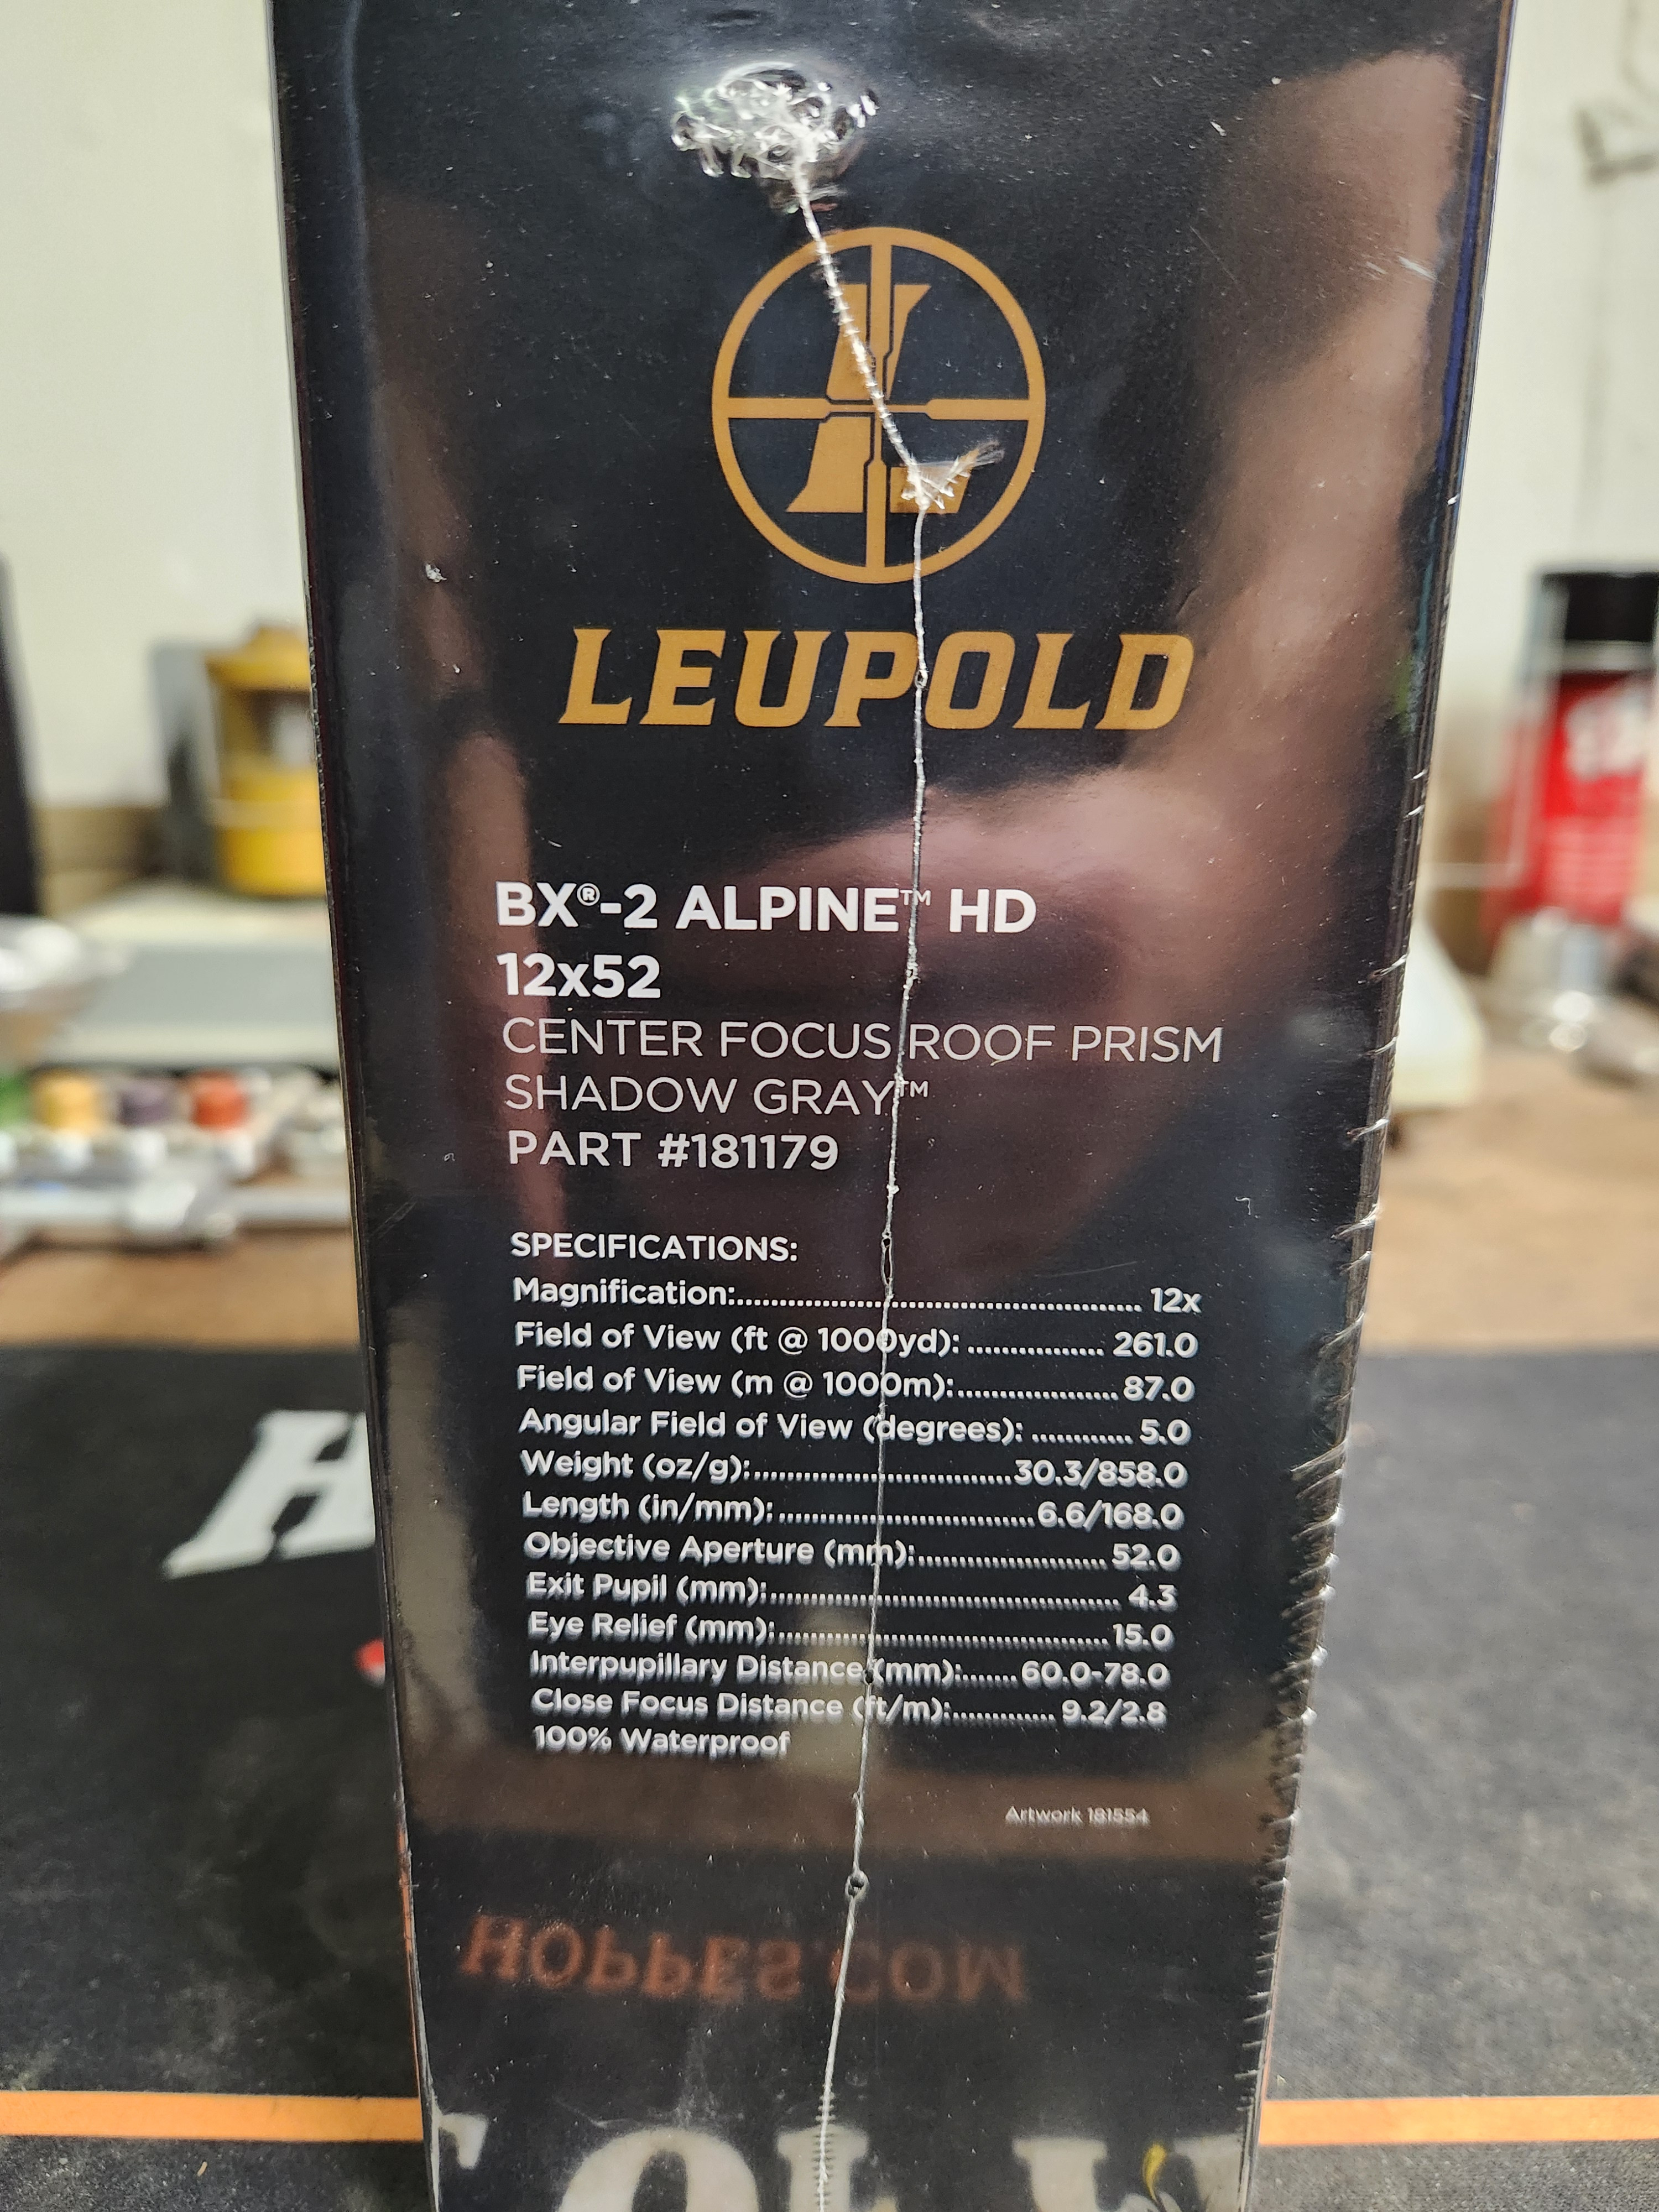 LEUPOLD
BX®-2 ALPINE™ HD
12x52
CENTER FOCUS ROOF PRISM
SHADOW GRAY™
PART #181179
SPECIFICATIONS:
Magnification:................................................ 12x
Field of View (ft @ 1000yd): ................ 261.0
Field of View (m @ 1000m):................... 87.0
Angular Field of View (degrees): ............ 5.0
Weight (oz/g):...............................30.3/858.0
Length (in/mm):...............................6.6/168.0
Objective Aperture (mm):...................... 52.0
Exit Pupil (mm):.......................................... 4.3
Eye Relief (mm):........................................15.0
Interpupillary Distance (mm):.......60.0-78.0
Close Focus Distance (ft/m):............ 9.2/2.8
100% Waterproof
Artwork 181554
HOPPES.COM